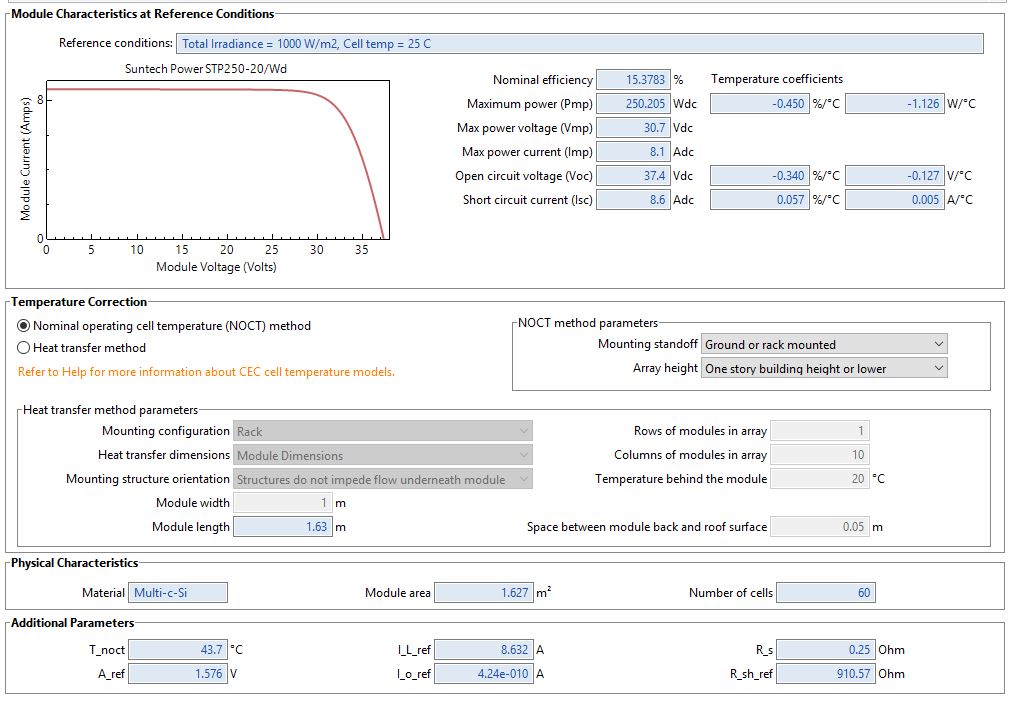 Module Characteristics at Reference Conditions
Reference conditions: Total Irradiance = 1000 W/m2, Cell temp = 25 C
Suntech Power STP250-20/Wd
Module Current (Amps)
8
0
0 5 10 15 20 25 30 35
Module Voltage (Volts)
Nominal efficiency 15.3783 % Temperature coefficients
Maximum power (Pmp) 250.205 Wdc -0.450 %/°C -1.126 W/°C
Max power voltage (Vmp) 30.7 Vdc
Max power current (Imp) 8.1 Adc
Open circuit voltage (Voc) 37.4 Vdc -0.340 %/°C -0.127 V/°C
Short circuit current (Isc) 8.6 Adc 0.057 %/°C 0.005 A/°C
Temperature Correction
Nominal operating cell temperature (NOCT) method
Heat transfer method
Refer to Help for more information about CEC cell temperature models.
NOCT method parameters
Mounting standoff Ground or rack mounted
Array height One story building height or lower
Heat transfer method parameters
Mounting configuration Rack Rows of modules in array 1
Heat transfer dimensions Module Dimensions Columns of modules in array 10
Mounting structure orientation Structures do not impede flow underneath module Temperature behind the module 20 °C
Module width 1 m
Module length 1.63 m Space between module back and roof surface 0.05 m
Physical Characteristics
Material Multi-c-Si Module area 1.627 m² Number of cells 60
Additional Parameters
T_noct 43.7 °C I_L_ref 8.632 A R_s 0.25 Ohm
A_ref 1.576 V I_o_ref 4.24e-010 A R_sh_ref 910.57 Ohm